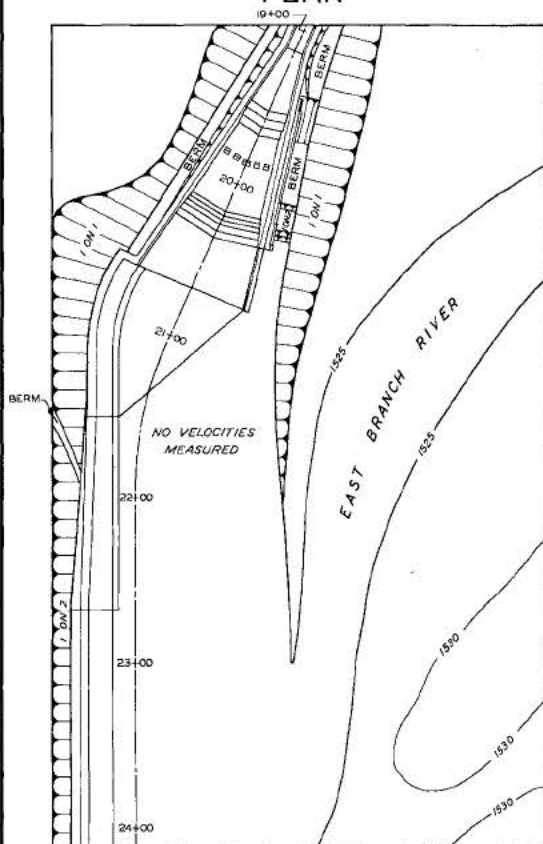 PLAN
19+00
BERM
BERM
BERM
20+00
1 ON 1
1 ON 1
21+00
1525
EAST BRANCH RIVER
BERM
1525
NO VELOCITIES
MEASURED
22+00
1 ON 2
1530
23+00
1530
1530
24+00